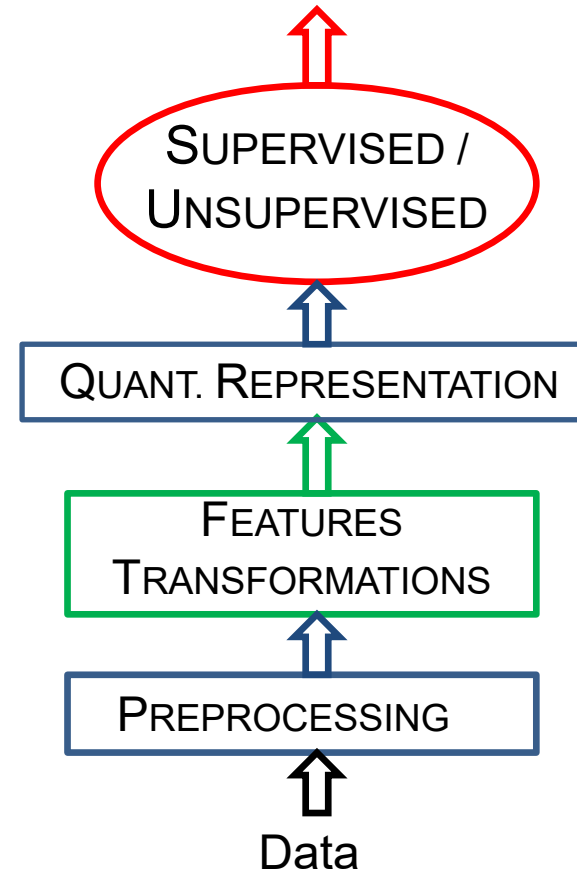 SUPERVISED /
UNSUPERVISED
QUANT. REPRESENTATION
FEATURES
TRANSFORMATIONS
PREPROCESSING
Data